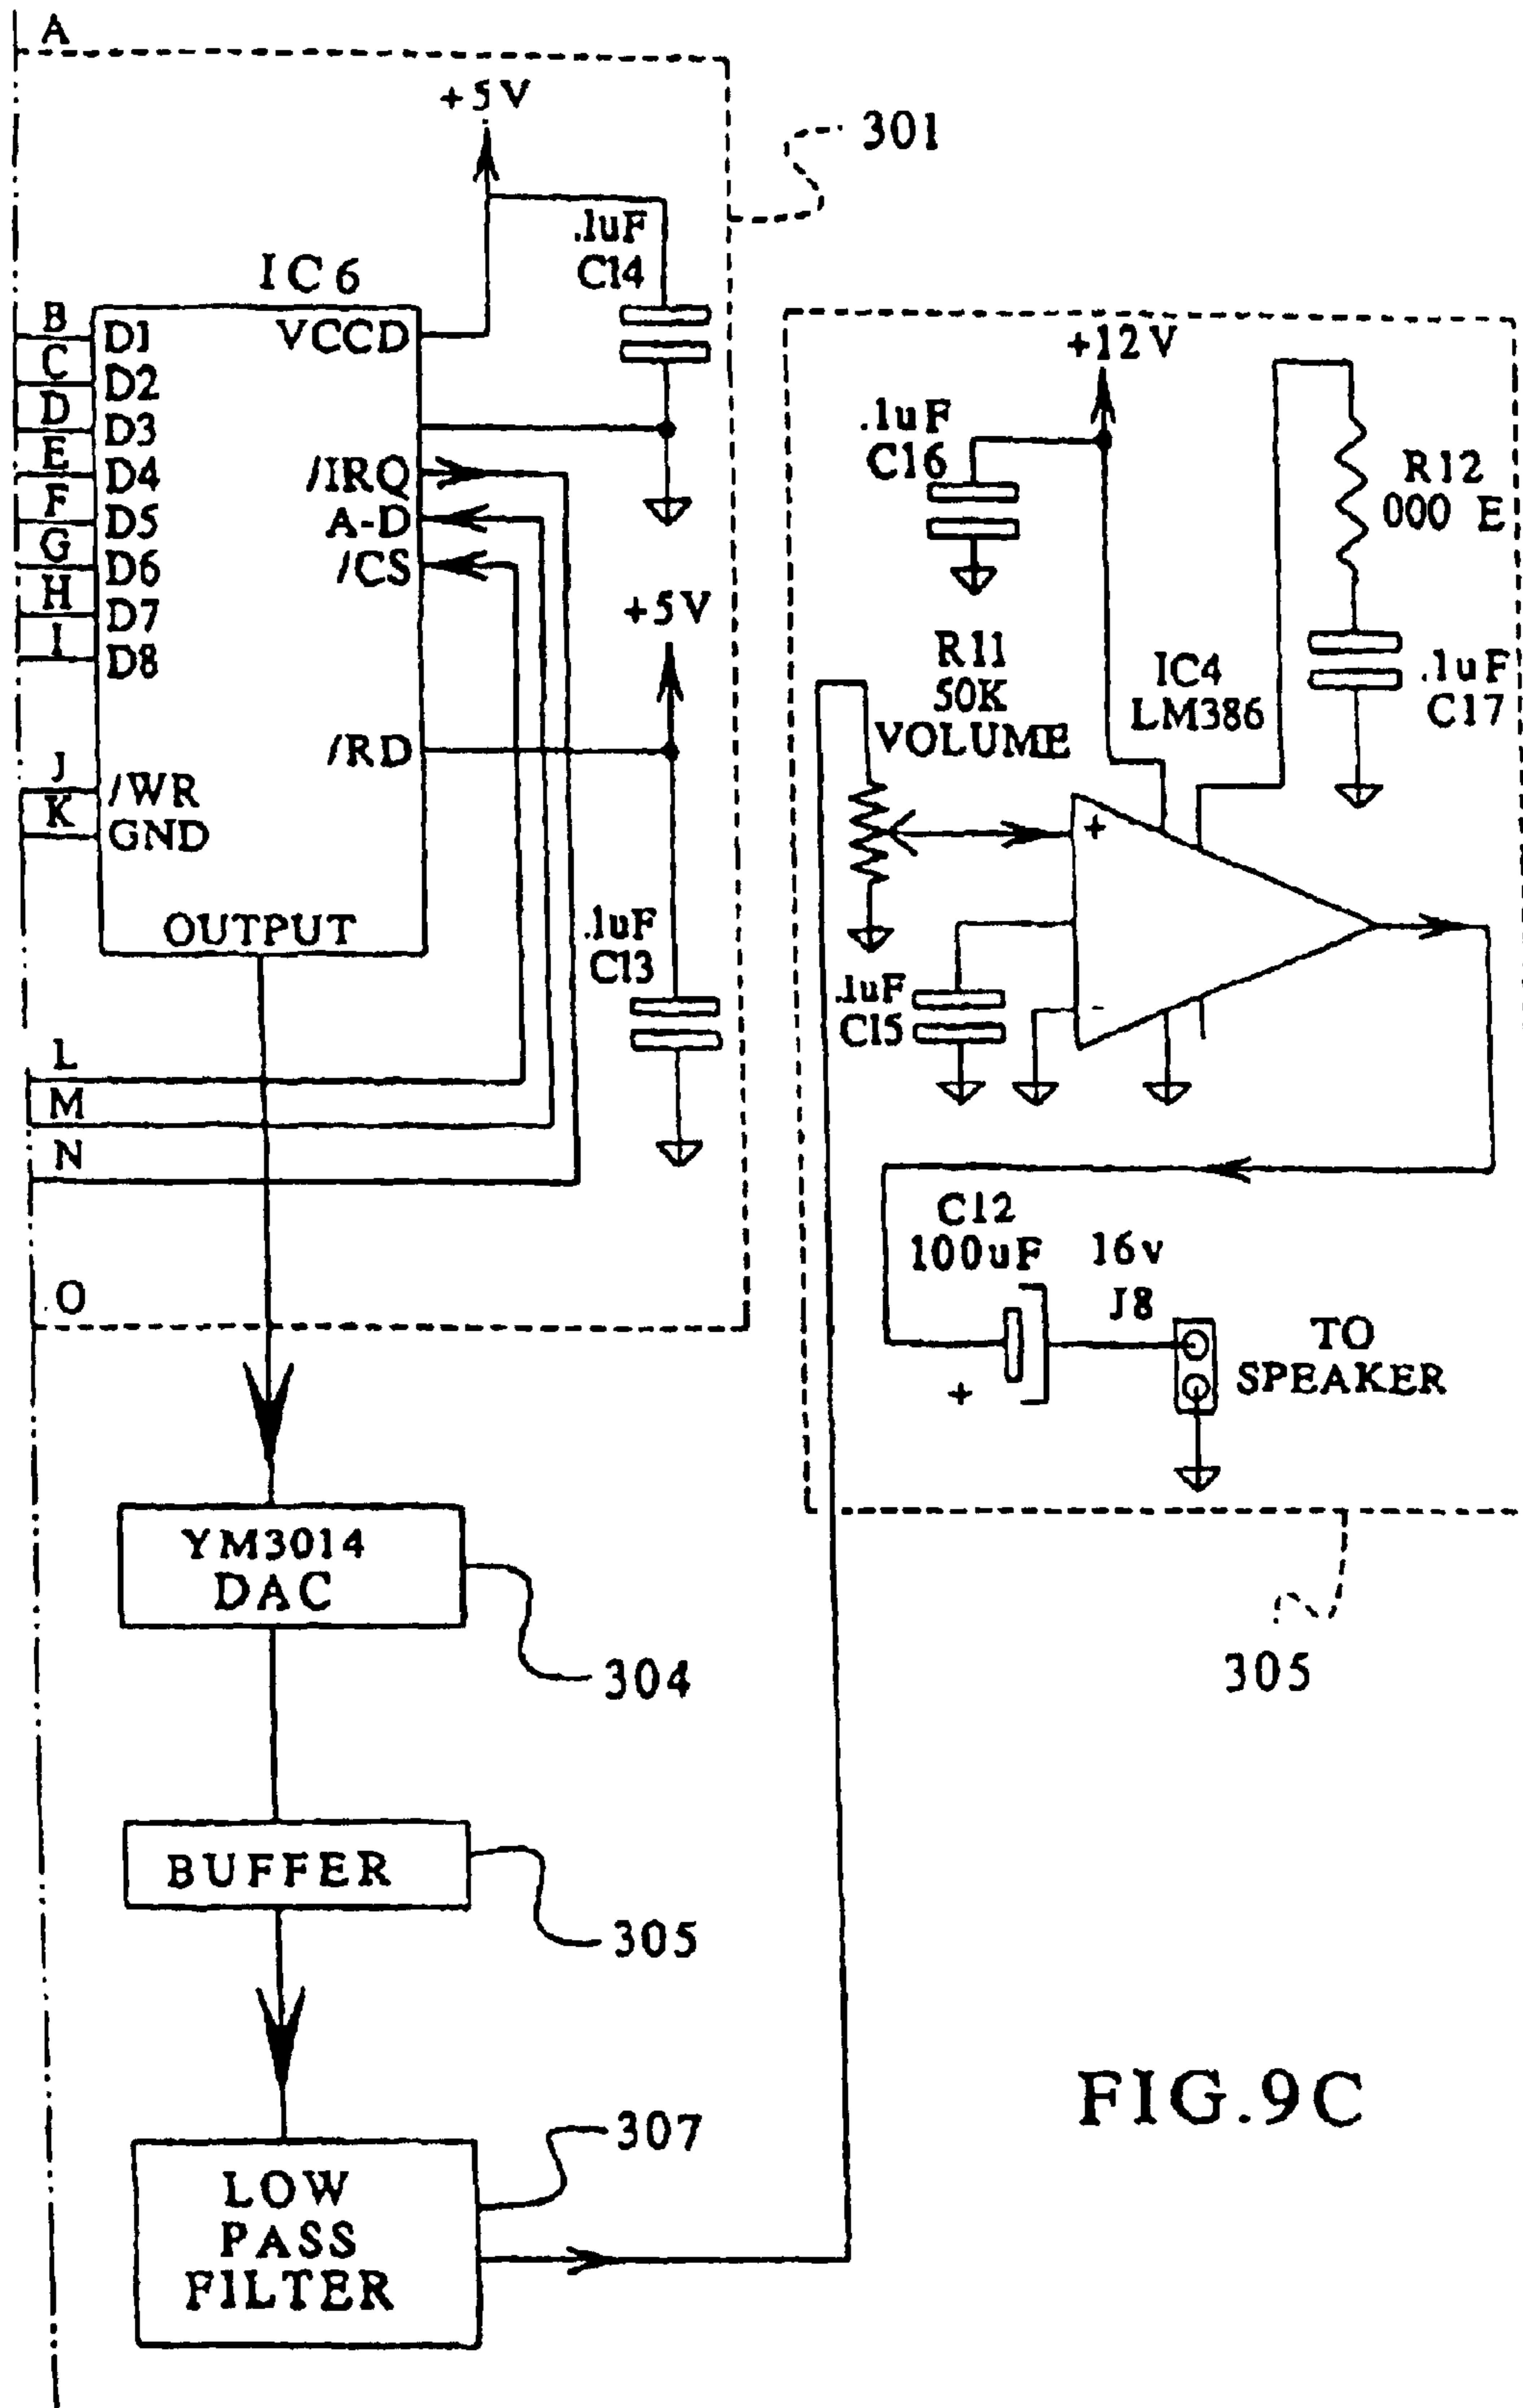 A
+5V
301
.1uF
C14
IC6
B
C
D
E
F
G
H
I
D1
D2
D3
D4
D5
D6
D7
D8
VCCD
/IRQ
A-D
/CS
+5V
/RD
J
K
/WR
GND
OUTPUT
.1uF
C13
L
M
N
O
+12V
.1uF
C16
R12
000 E
.1uF
C17
R11
50K
VOLUME
IC4
LM386
+
-
.1uF
C15
C12
100uF
16v
J8
+
TO
SPEAKER
305
YM3014
DAC
304
BUFFER
305
LOW
PASS
FILTER
307
FIG.9C